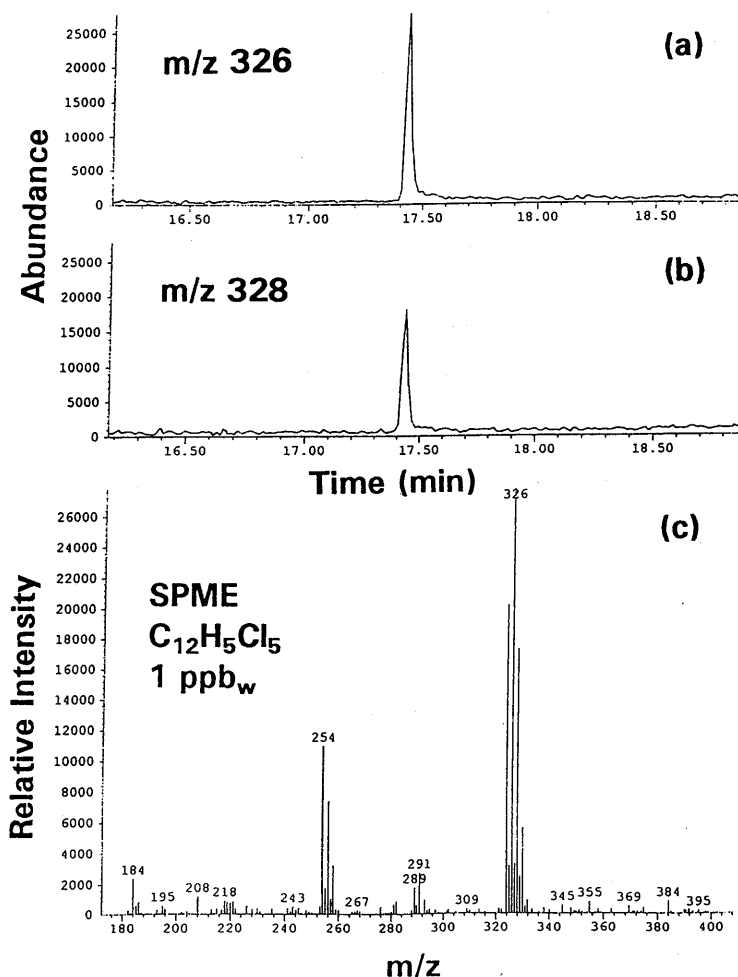 (a)
m/z 326
25000
20000
15000
10000
5000
0
16.50 17.00 17.50 18.00 18.50
Abundance
(b)
m/z 328
25000
20000
15000
10000
5000
0
16.50 17.00 17.50 18.00 18.50
Time (min)
(c)
326
26000
24000
22000
20000
18000
16000
14000
12000
10000
8000
6000
4000
2000
0
Relative Intensity
SPME
C₁₂H₅Cl₅
1 ppb_w
254
184
195
208
218
243
267
289
291
309
345
355
369
384
395
180 200 220 240 260 280 300 320 340 360 380 400
m/z